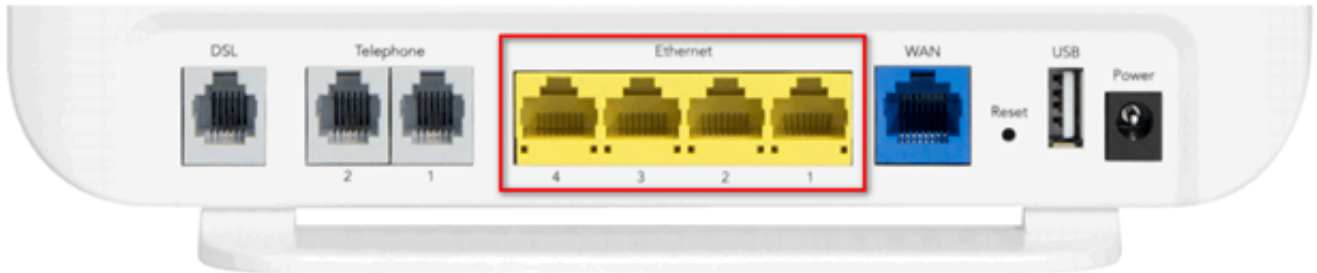 DSL
Telephone
Ethernet
WAN
USB
Power
Reset
2
1
4
3
2
1